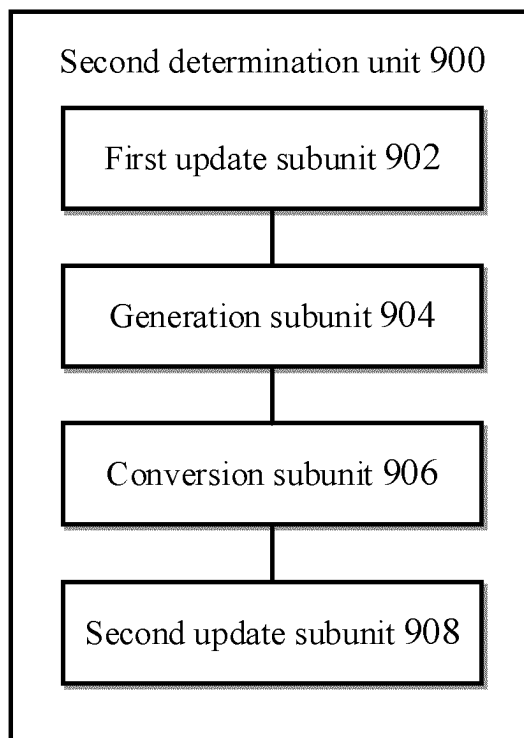 Second determination unit 900
First update subunit 902
Generation subunit 904
Conversion subunit 906
Second update subunit 908